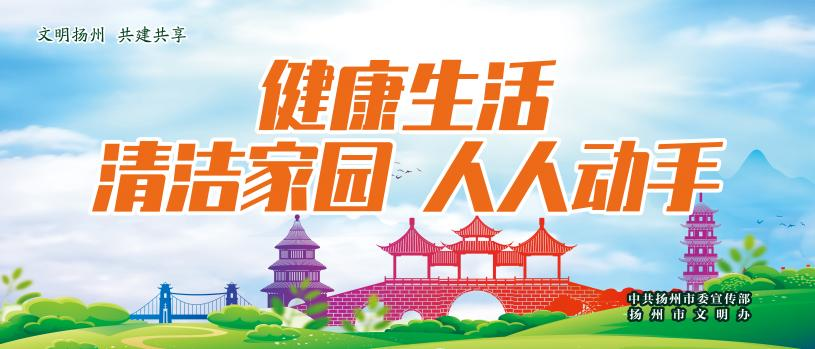 文明扬州 共建共享
健康生活
清洁家园 人人动手
中共扬州市委宣传部
扬州市文明办